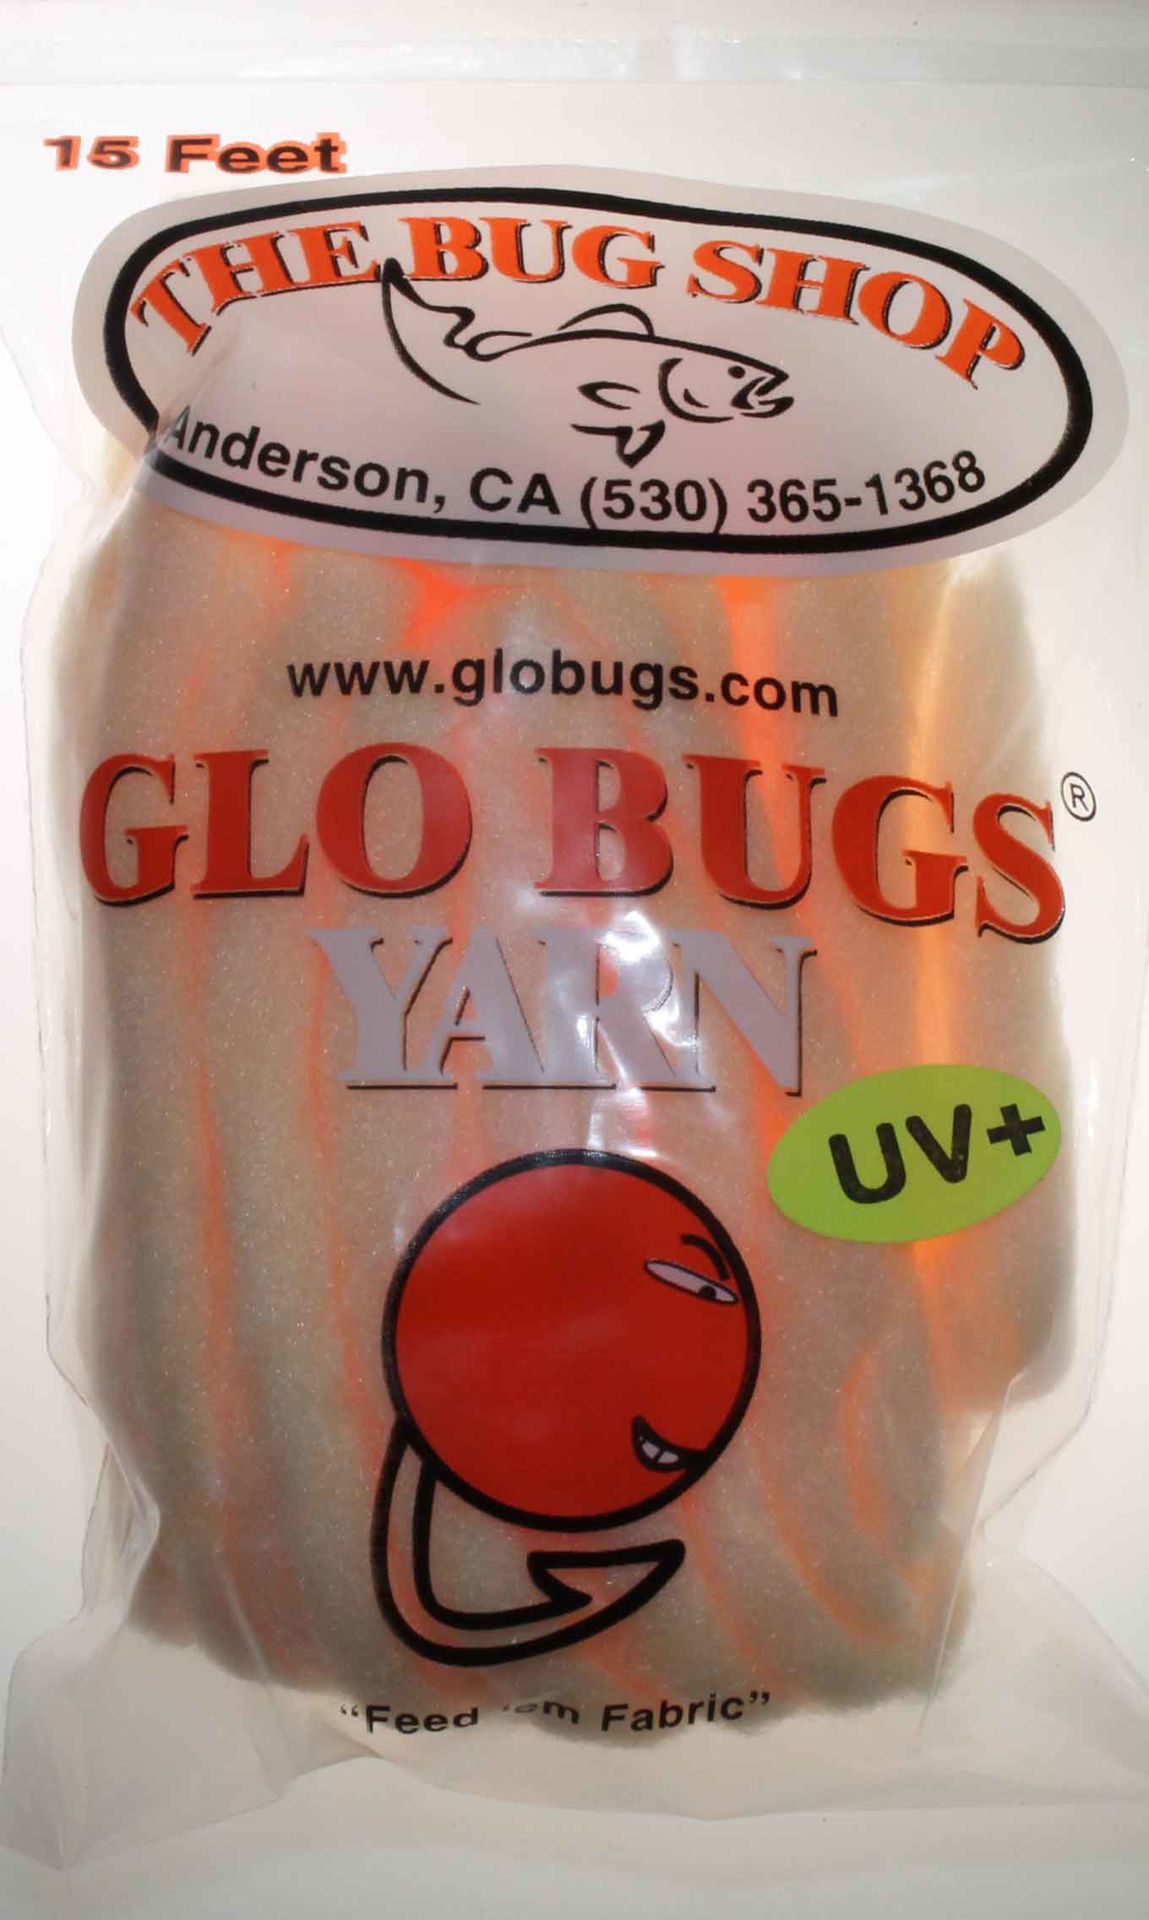 15 Feet
THE BUG SHOP
Anderson, CA (530) 365-1368
www.globugs.com
GLO BUGS®
YARN
UV+
“Feed 'em Fabric”